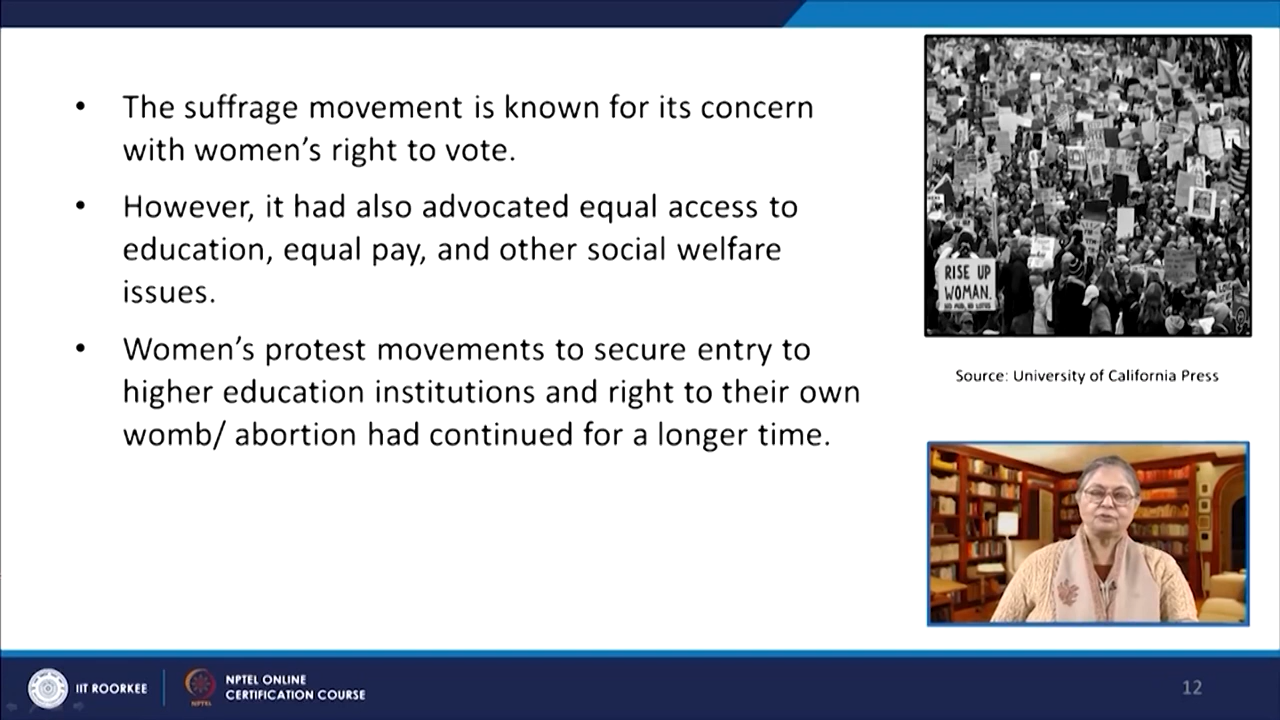 • The suffrage movement is known for its concern
with women's right to vote.
• However, it had also advocated equal access to
education, equal pay, and other social welfare
issues.
• Women's protest movements to secure entry to
higher education institutions and right to their own
womb/ abortion had continued for a longer time.
RISE UP
WOMAN.
Source: University of California Press
IIT ROORKEE
NPTEL
NPTEL ONLINE
CERTIFICATION COURSE
12